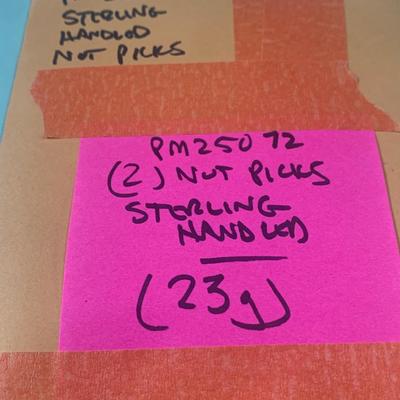 STERLING
HANDLED
NUT PICKS
PM25072
(2) NUT PICKS
STERLING
HANDLED
(23g)